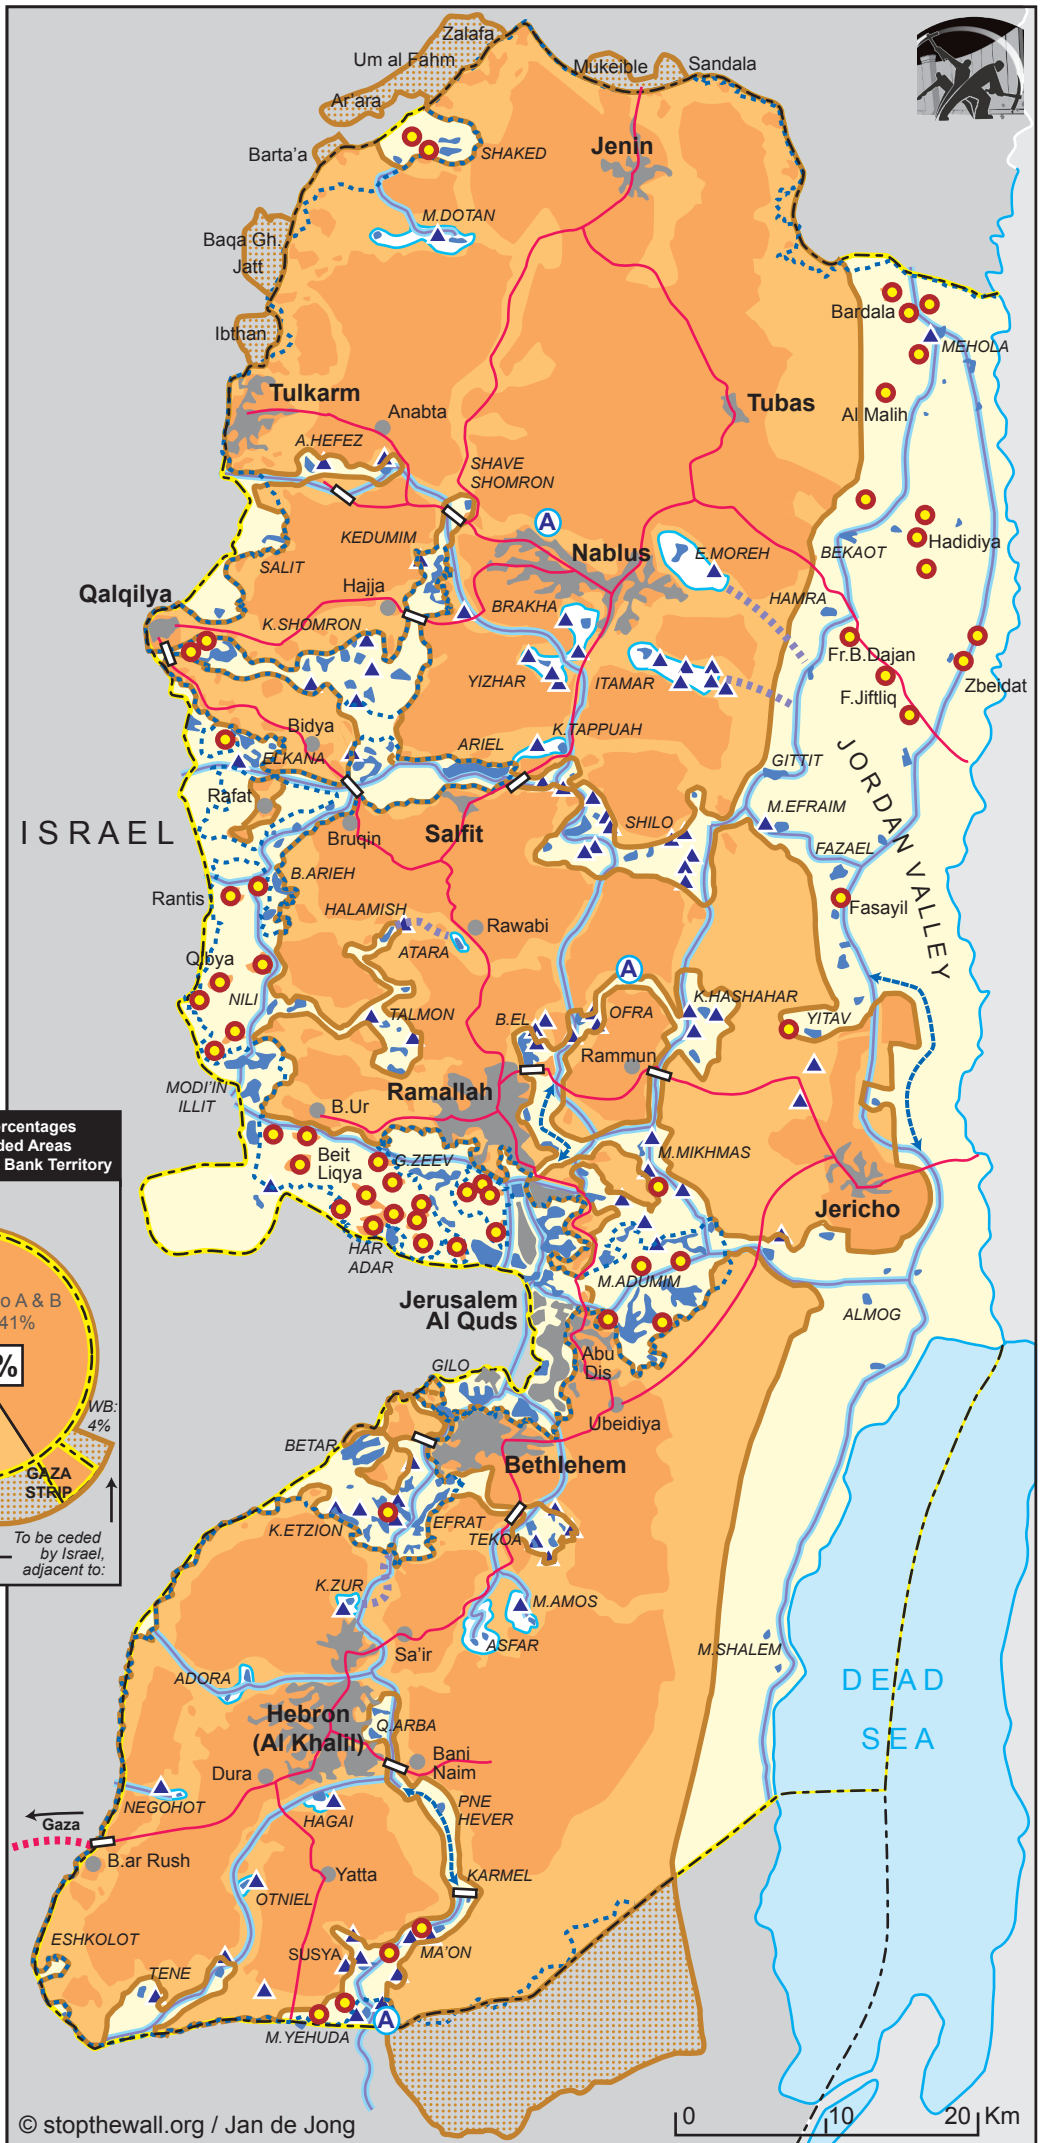 Zalafa
Um al Fahm
Mukeible
Sandala
Ar'ara
Barta'a
SHAKED
Jenin
M.DOTAN
Baqa Gh.
Jatt
Bardala
Ibthan
MEHOLA
Tulkarm
Tubas
Anabta
Al Malih
A.HEFEZ
SHAVE
SHOMRON
A
KEDUMIM
Nablus
E.MOREH
BEKAOT
Hadidiya
SALIT
Qalqilya
Hajja
BRAKHA
HAMRA
K.SHOMRON
Fr.B.Dajan
YIZHAR
ITAMAR
Zbeidat
F.Jiftliq
Bidya
K.TAPPUAH
ARIEL
ELKANA
GITTIT
JORDAN VALLEY
Rafat
M.EFRAIM
ISRAEL
Bruqin
Salfit
SHILO
FAZAEL
B.ARIEH
Rantis
HALAMISH
Fasayil
Rawabi
ATARA
Qibya
A
NILI
TALMON
B.EL
OFRA
K.HASHAHAR
YITAV
Rammun
MODI'IN
ILLIT
Ramallah
B.Ur
ercentages
ded Areas
Bank Territory
Beit
Liqya
G.ZEEV
M.MIKHMAS
Jericho
HAR
ADAR
M.ADUMIM
o A & B
41%
%
Jerusalem
Al Quds
ALMOG
Abu
Dis
GILO
WB:
4%
Ubeidiya
BETAR
Bethlehem
GAZA
STRIP
K.ETZION
EFRAT
TEKOA
To be ceded
by Israel,
adjacent to:
K.ZUR
M.AMOS
ASFAR
Sa'ir
M.SHALEM
ADORA
DEAD
SEA
Hebron
(Al Khalil)
Q.ARBA
Bani
Naim
Dura
NEGOHOT
HAGAI
PNE
HEVER
Gaza
B.ar Rush
Yatta
KARMEL
OTNIEL
ESHKOLOT
SUSYA
MA'ON
TENE
A
M.YEHUDA
© stopthewall.org / Jan de Jong
0 10 20 Km